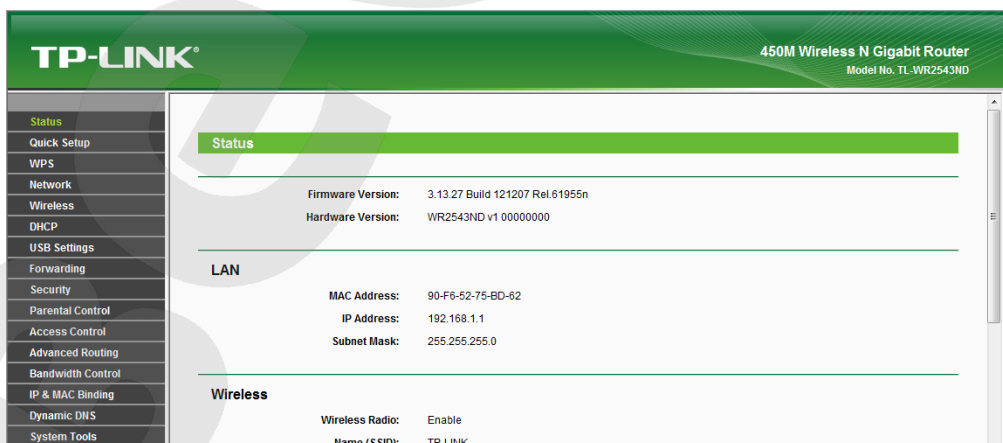 TP-LINK®
450M Wireless N Gigabit Router
Model No. TL-WR2543ND
Status
Quick Setup
WPS
Network
Wireless
DHCP
USB Settings
Forwarding
Security
Parental Control
Access Control
Advanced Routing
Bandwidth Control
IP & MAC Binding
Dynamic DNS
System Tools
Status
Firmware Version: 3.13.27 Build 121207 Rel.61955n
Hardware Version: WR2543ND v1 00000000
LAN
MAC Address: 90-F6-52-75-BD-62
IP Address: 192.168.1.1
Subnet Mask: 255.255.255.0
Wireless
Wireless Radio: Enable
Name (SSID): TP-LINK